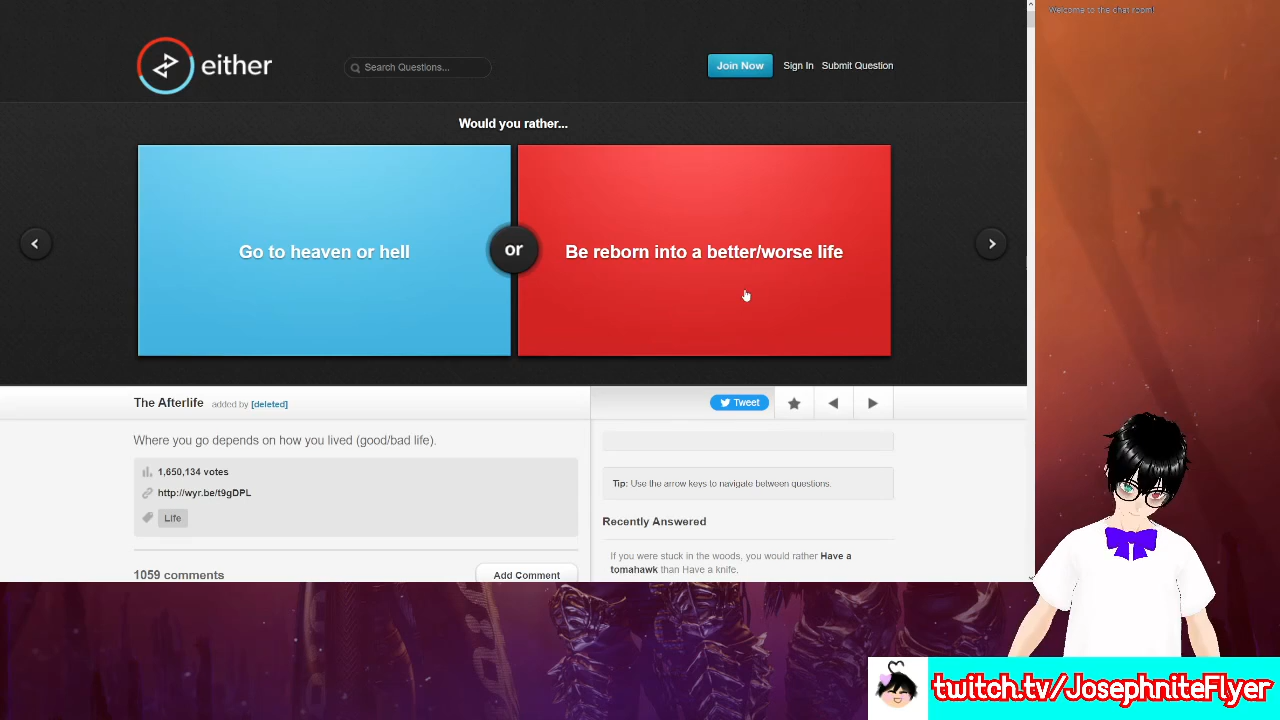 Welcome to the chat room!
either
Search Questions...
Join Now
Sign In
Submit Question
Would you rather...
Go to heaven or hell
or
Be reborn into a better/worse life
The Afterlife added by [deleted]
Tweet
Where you go depends on how you lived (good/bad life).
1,650,134 votes
http://wyr.be/t9gDPL
Life
1059 comments
Add Comment
Tip: Use the arrow keys to navigate between questions.
Recently Answered
If you were stuck in the woods, you would rather Have a
tomahawk than Have a knife.
twitch.tv/JosephniteFlyer